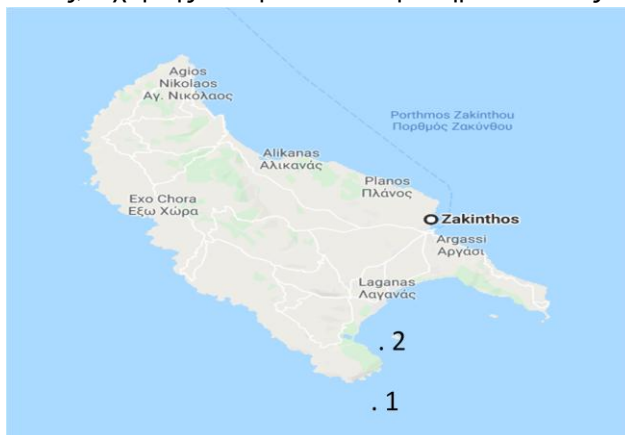 Agios
Nikolaos
Αγ. Νικόλαος
Porthmos Zakinthou
Πορθμός Ζακύνθου
Alikanas
Αλικανάς
Planos
Πλάνος
Exo Chora
Εξω Χώρα
Zakinthos
Argassi
Αργάσι
Laganas
Λαγανάς
. 2
. 1